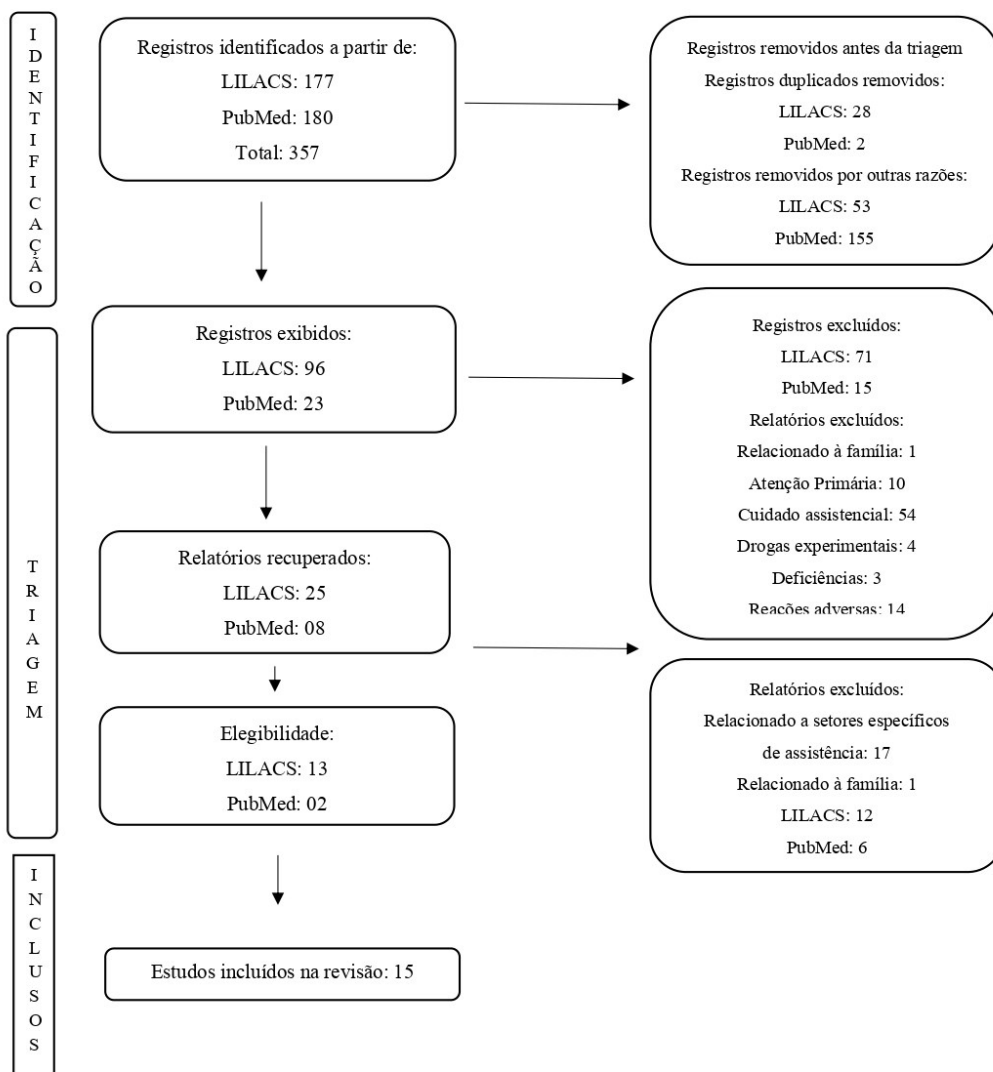 IDENTIFICAÇÃO
Registros identificados a partir de:
LILACS: 177
PubMed: 180
Total: 357
Registros removidos antes da triagem
Registros duplicados removidos:
LILACS: 28
PubMed: 2
Registros removidos por outras razões:
LILACS: 53
PubMed: 155
TRIAGEM
Registros exibidos:
LILACS: 96
PubMed: 23
Registros excluídos:
LILACS: 71
PubMed: 15
Relatórios excluídos:
Relacionado à família: 1
Atenção Primária: 10
Cuidado assistencial: 54
Drogas experimentais: 4
Deficiências: 3
Reações adversas: 14
Relatórios recuperados:
LILACS: 25
PubMed: 08
Relatórios excluídos:
Relacionado a setores específicos
de assistência: 17
Relacionado à família: 1
LILACS: 12
PubMed: 6
Elegibilidade:
LILACS: 13
PubMed: 02
INCLUSOS
Estudos incluídos na revisão: 15